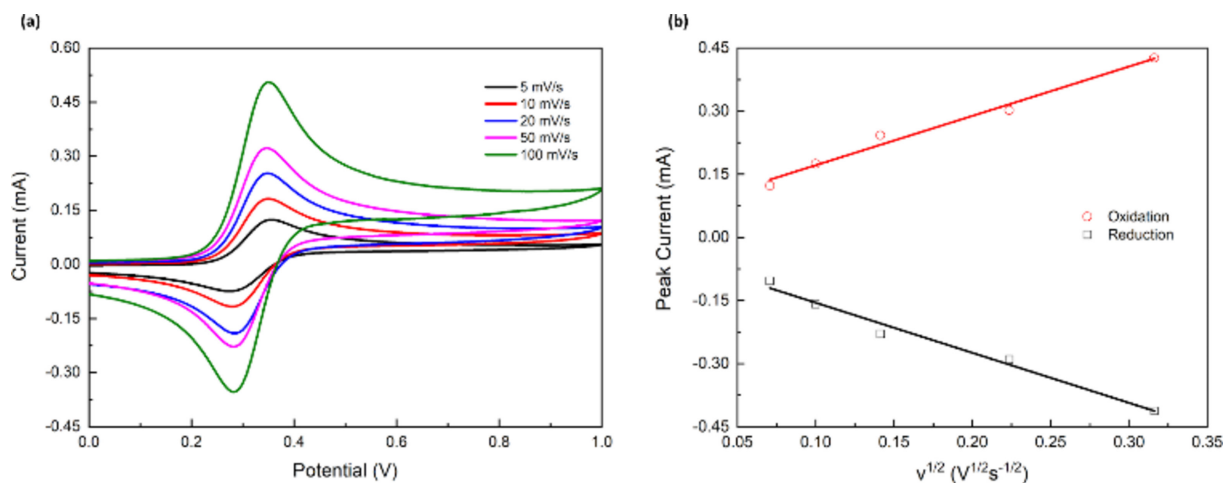 (a)
0.60
0.45
0.30
0.15
0.00
-0.15
-0.30
-0.45
Current (mA)
5 mV/s
10 mV/s
20 mV/s
50 mV/s
100 mV/s
0.0
0.2
0.4
0.6
0.8
1.0
Potential (V)
(b)
0.45
0.30
0.15
0.00
-0.15
-0.30
-0.45
Peak Current (mA)
Oxidation
Reduction
0.05
0.10
0.15
0.20
0.25
0.30
0.35
v^1/2 (V^1/2s^-1/2)